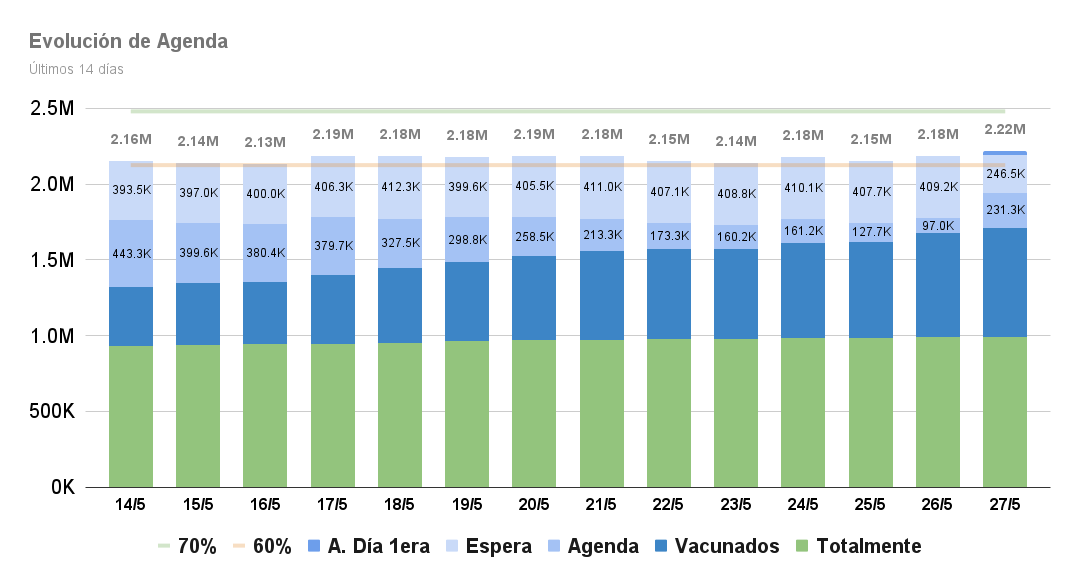 Evolución de Agenda
Últimos 14 días
2.5M
2.16M 2.14M 2.13M 2.19M 2.18M 2.18M 2.19M 2.18M 2.15M 2.14M 2.18M 2.15M 2.18M 2.22M
2.0M
393.5K 397.0K 400.0K 406.3K 412.3K 399.6K 405.5K 411.0K 407.1K 408.8K 410.1K 407.7K 409.2K 246.5K
443.3K 399.6K 380.4K 379.7K 327.5K 298.8K 258.5K 213.3K 173.3K 160.2K 161.2K 127.7K 97.0K 231.3K
1.5M
1.0M
500K
0K
14/5 15/5 16/5 17/5 18/5 19/5 20/5 21/5 22/5 23/5 24/5 25/5 26/5 27/5
70% 60% A. Día 1era Espera Agenda Vacunados Totalmente